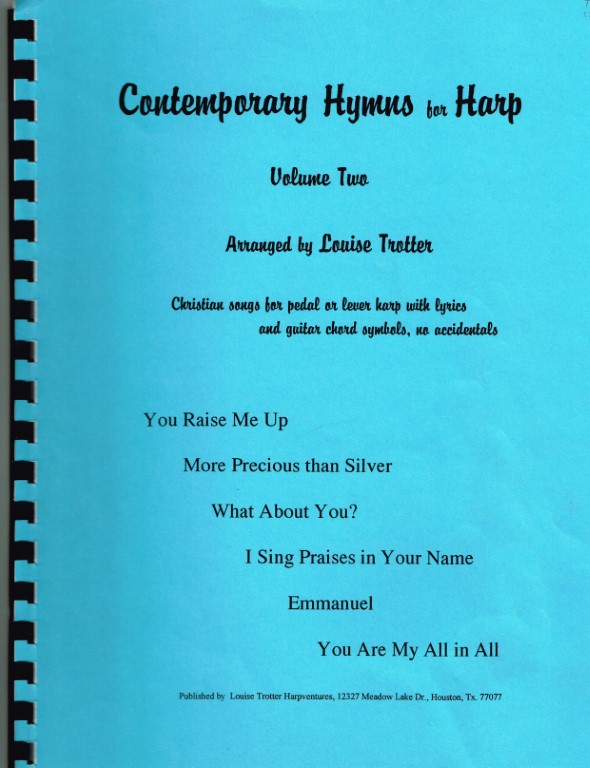 Contemporary Hymns for Harp
Volume Two
Arranged by Louise Trotter
Christian songs for pedal or lever harp with lyrics
and guitar chord symbols, no accidentals
You Raise Me Up
More Precious than Silver
What About You?
I Sing Praises in Your Name
Emmanuel
You Are My All in All
Published by Louise Trotter Harpventures, 12327 Meadow Lake Dr., Houston, Tx. 77077